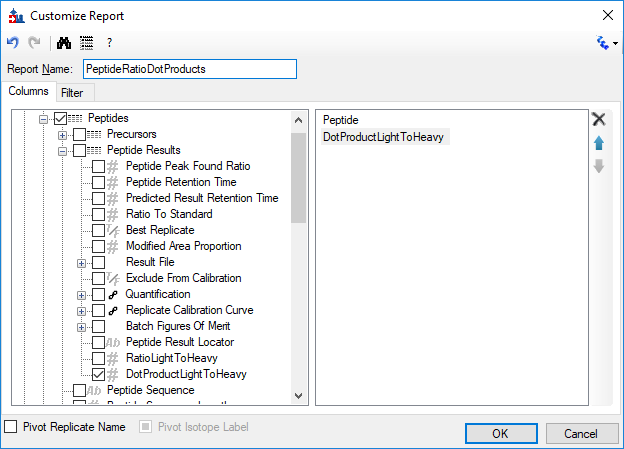 Customize Report
?
Report Name: PeptideRatioDotProducts
Columns Filter
Peptides
Precursors
Peptide Results
# Peptide Peak Found Ratio
# Peptide Retention Time
# Predicted Result Retention Time
# Ratio To Standard
T/F Best Replicate
# Modified Area Proportion
Result File
T/F Exclude From Calibration
Quantification
Replicate Calibration Curve
Batch Figures Of Merit
Ab Peptide Result Locator
# RatioLightToHeavy
# DotProductLightToHeavy
Ab Peptide Sequence
Peptide
DotProductLightToHeavy
Pivot Replicate Name Pivot Isotope Label
OK Cancel